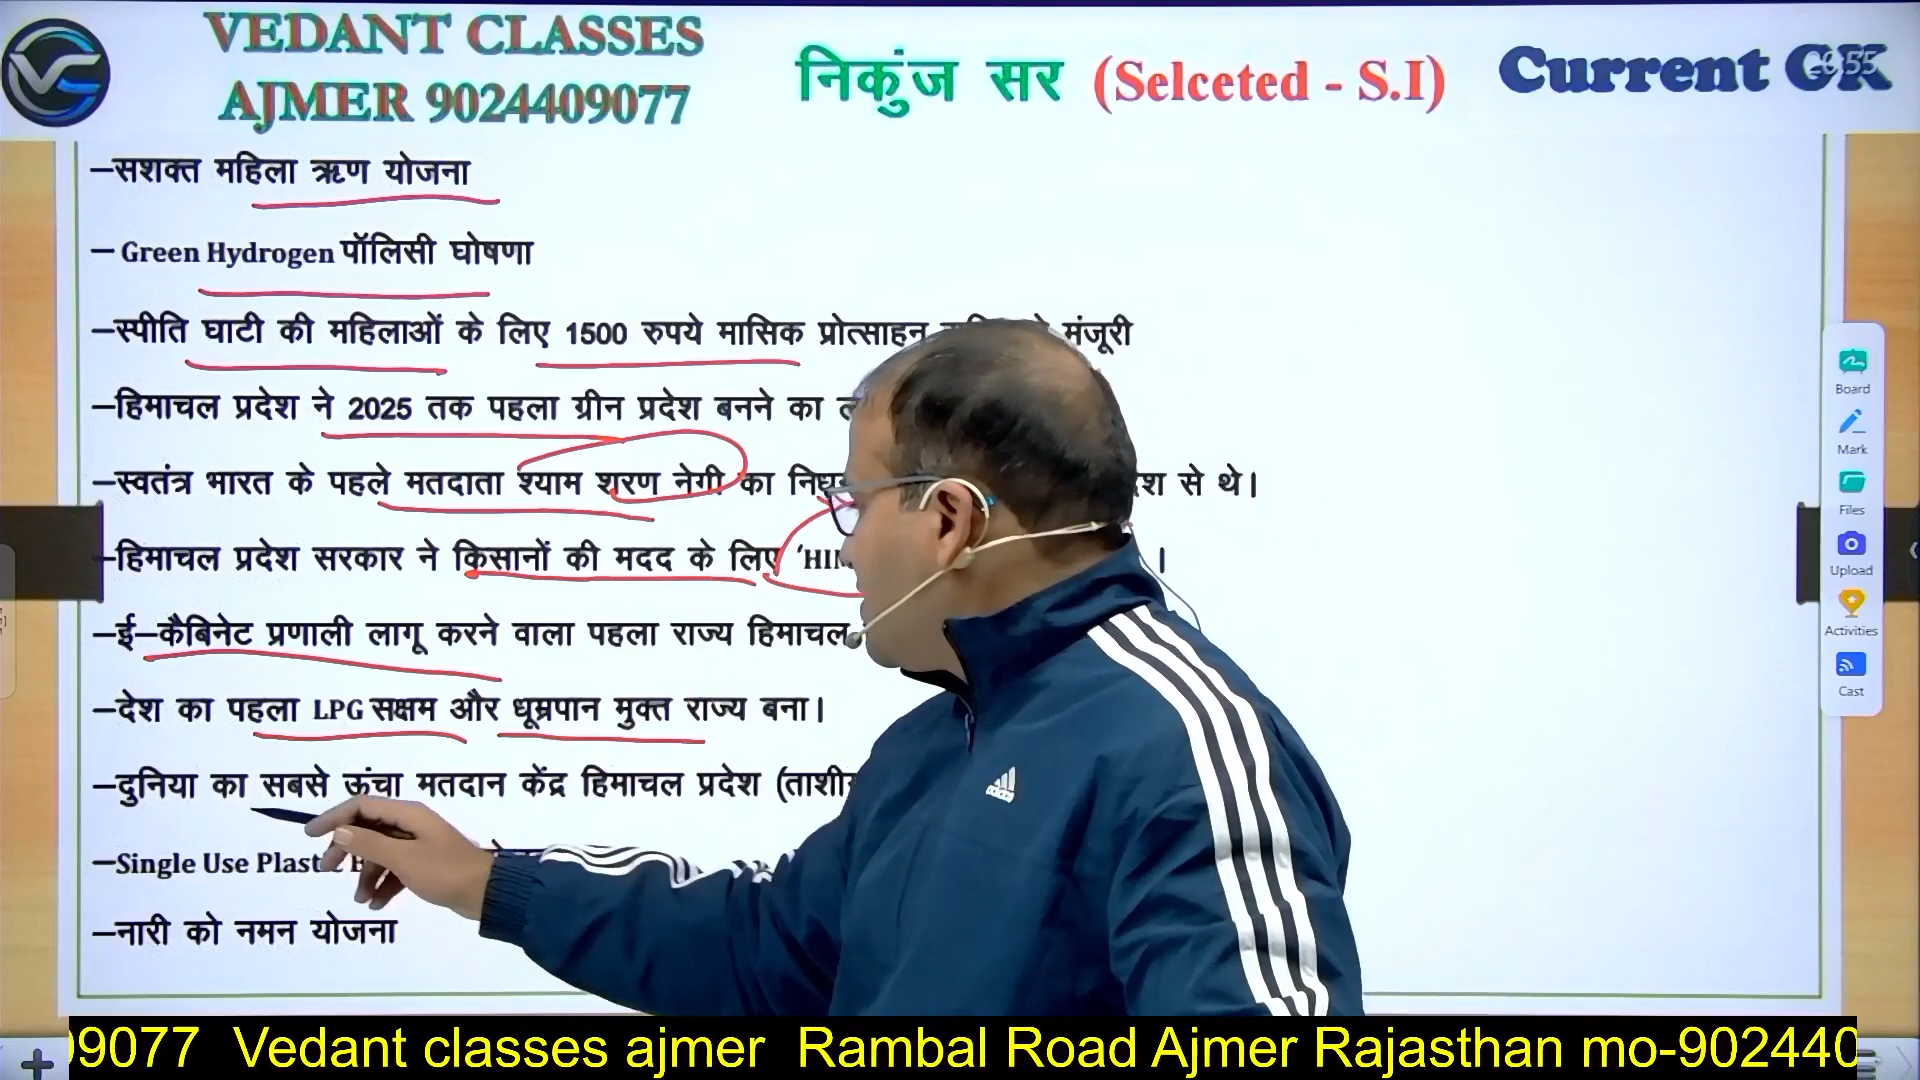 VEDANT CLASSES
AJMER 9024409077
निकुंज सर (Selceted - S.I)
Current GK
–सशक्त महिला ऋण योजना
– Green Hydrogen पॉलिसी घोषणा
–स्पीति घाटी की महिलाओं के लिए 1500 रुपये मासिक प्रोत्साहन मंजूरी
–हिमाचल प्रदेश ने 2025 तक पहला ग्रीन प्रदेश बनने का
–स्वतंत्र भारत के पहले मतदाता श्याम शरण नेगी का से थे।
–हिमाचल प्रदेश सरकार ने किसानों की मदद के लिए ।
–ई–कैबिनेट प्रणाली लागू करने वाला पहला राज्य हिमाचल
–देश का पहला LPG सक्षम और धूम्रपान मुक्त राज्य बना।
–दुनिया का सबसे ऊंचा मतदान केंद्र हिमाचल प्रदेश
–Single Use
–नारी को नमन योजना
Board
Mark
Files
Upload
Activities
Cast
09077 Vedant classes ajmer Rambal Road Ajmer Rajasthan mo-902440